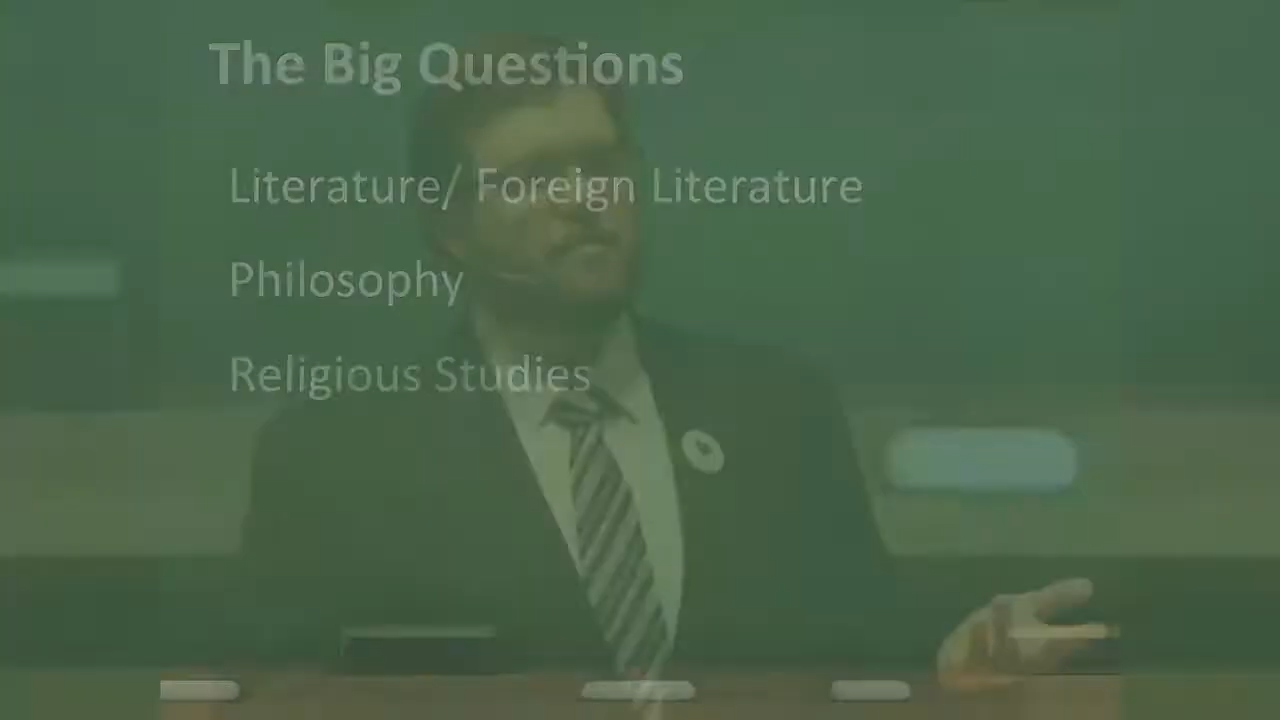 The Big Questions
Literature/ Foreign Literature
Philosophy
Religious Studies